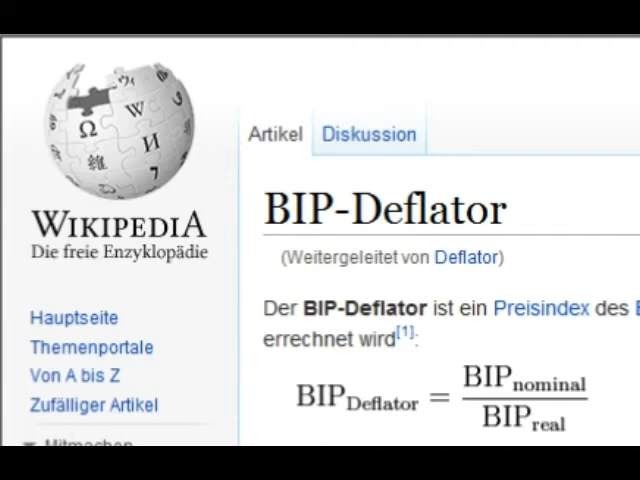 WIKIPEDIA
Die freie Enzyklopädie
Hauptseite
Themenportale
Von A bis Z
Zufälliger Artikel
Mitmachen
Artikel
Diskussion
BIP-Deflator
(Weitergeleitet von Deflator)
Der BIP-Deflator ist ein Preisindex des
errechnet wird[1]:
BIP_Deflator = BIP_nominal / BIP_real